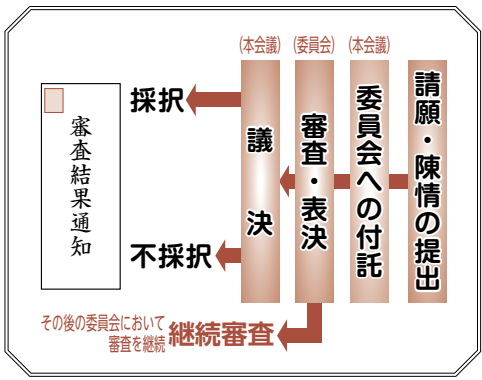 請願・陳情の提出
(本会議)
委員会への付託
(委員会)
審査・表決
(本会議)
議決
採択
不採択
継続審査
その後の委員会において
審査を継続
審査結果通知